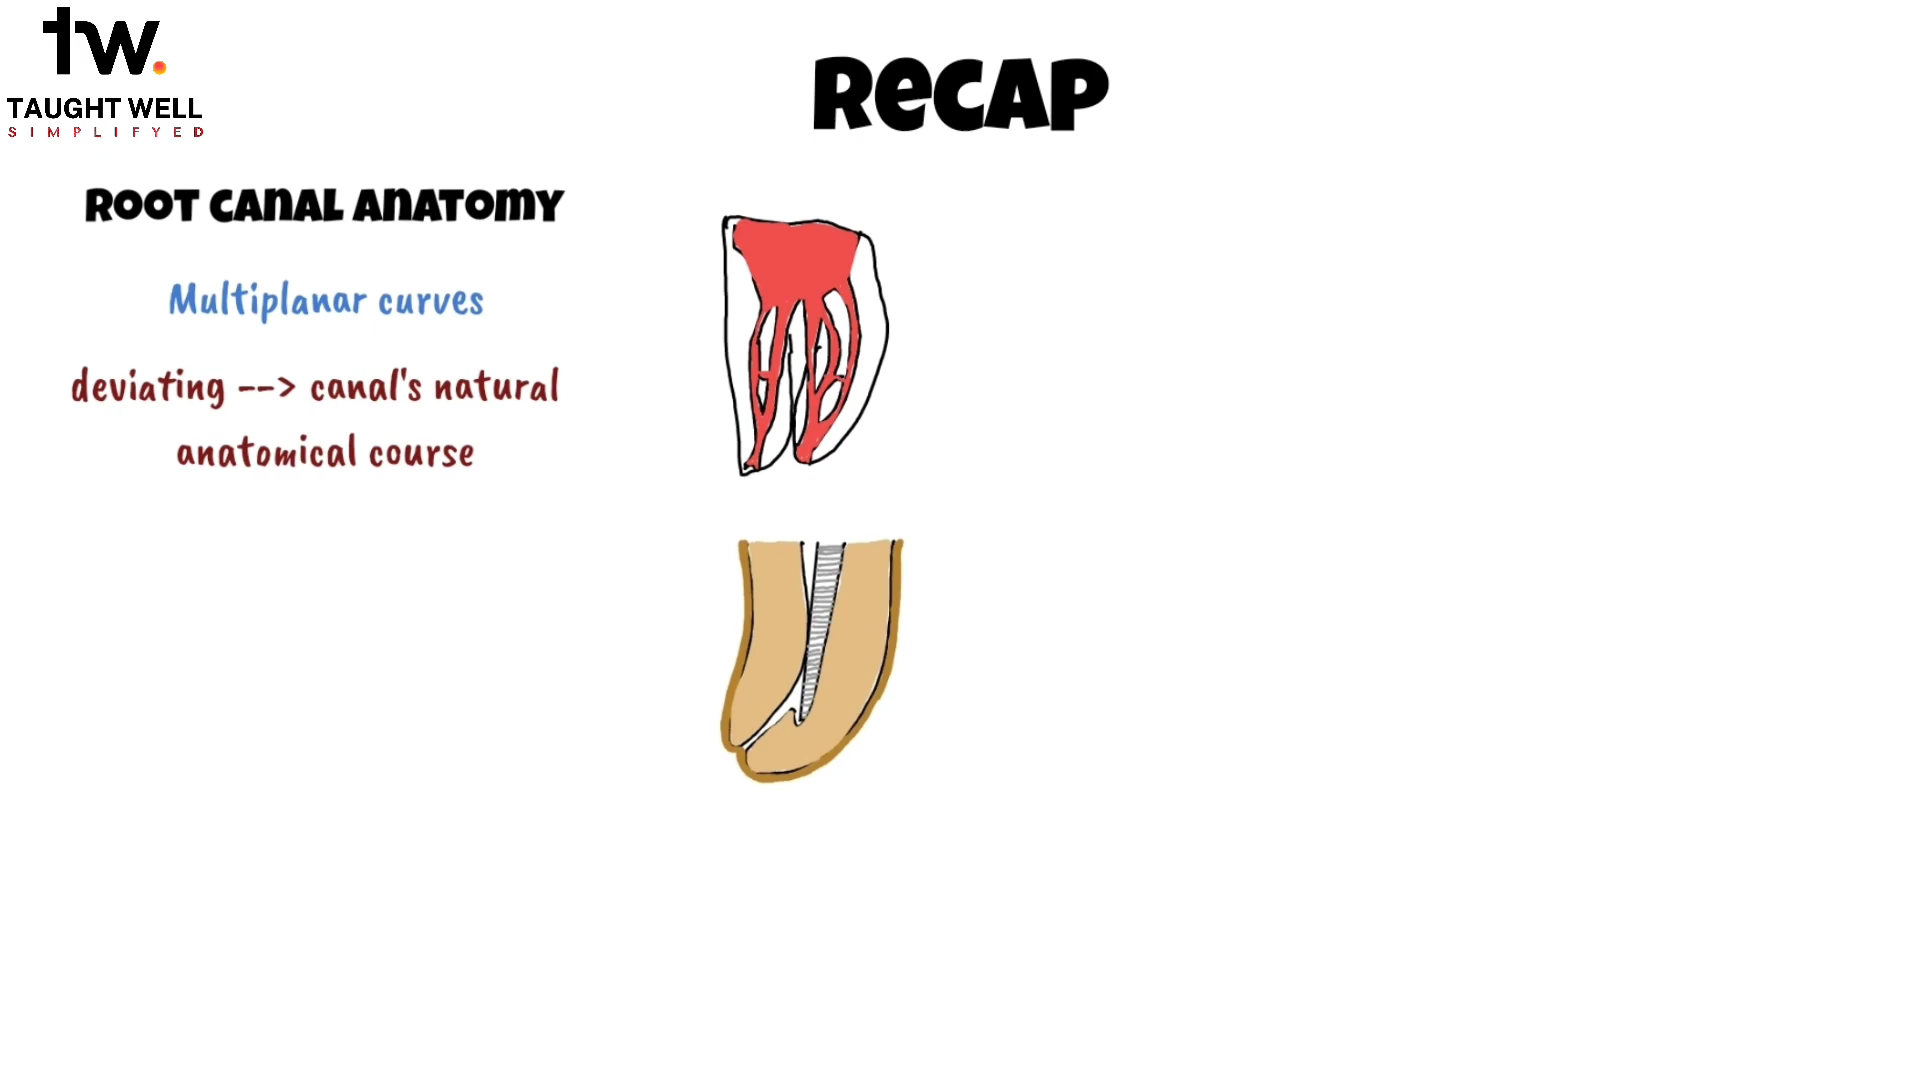 tw.
TAUGHT WELL
SIMPLIFYED
Recap
Root Canal Anatomy
Multiplanar curves
deviating --> canal's natural
anatomical course